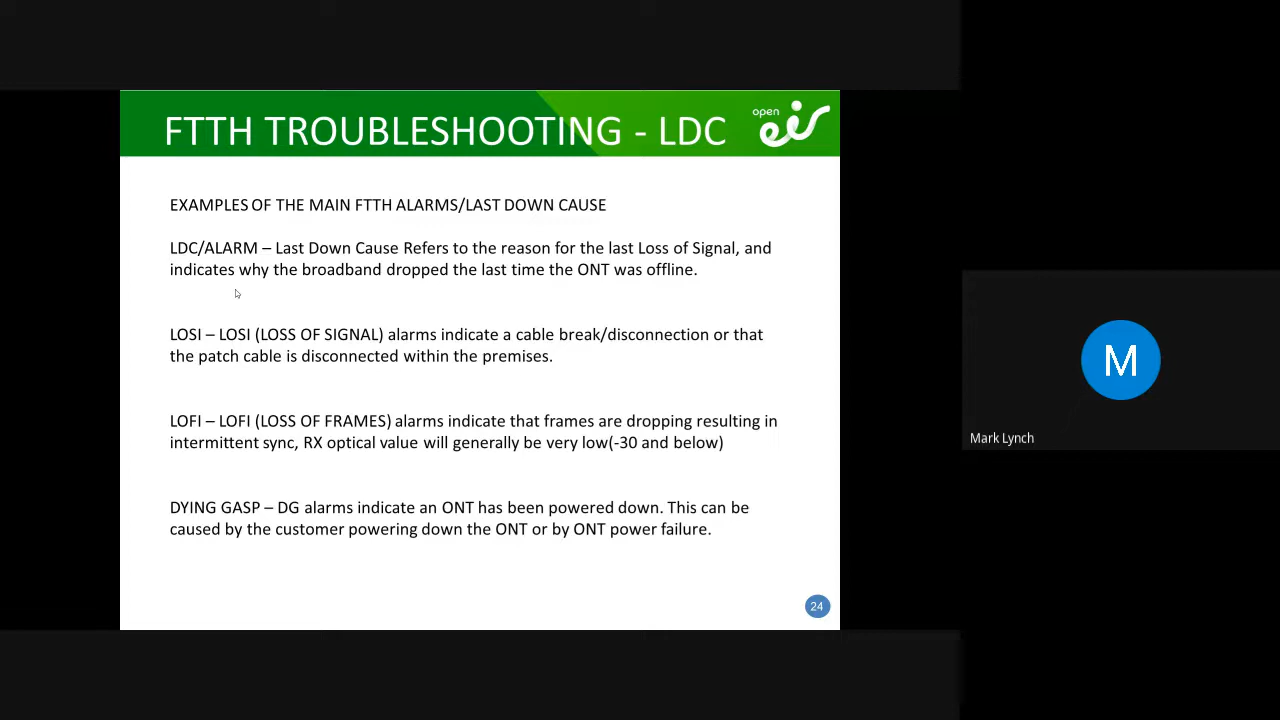 FTTH TROUBLESHOOTING - LDC
open
eir
EXAMPLES OF THE MAIN FTTH ALARMS/LAST DOWN CAUSE
LDC/ALARM – Last Down Cause Refers to the reason for the last Loss of Signal, and
indicates why the broadband dropped the last time the ONT was offline.
LOSI – LOSI (LOSS OF SIGNAL) alarms indicate a cable break/disconnection or that
the patch cable is disconnected within the premises.
LOFI – LOFI (LOSS OF FRAMES) alarms indicate that frames are dropping resulting in
intermittent sync, RX optical value will generally be very low(-30 and below)
DYING GASP – DG alarms indicate an ONT has been powered down. This can be
caused by the customer powering down the ONT or by ONT power failure.
24
M
Mark Lynch